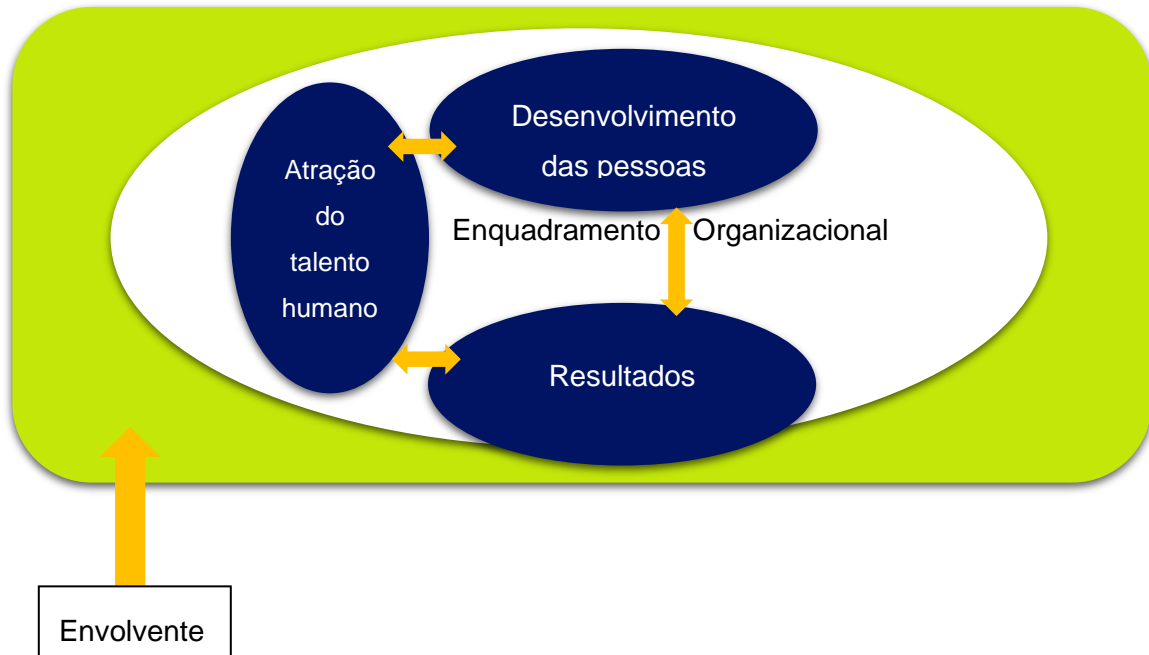 Desenvolvimento
das pessoas
Atração
do
talento
humano
Enquadramento Organizacional
Resultados
Envolvente